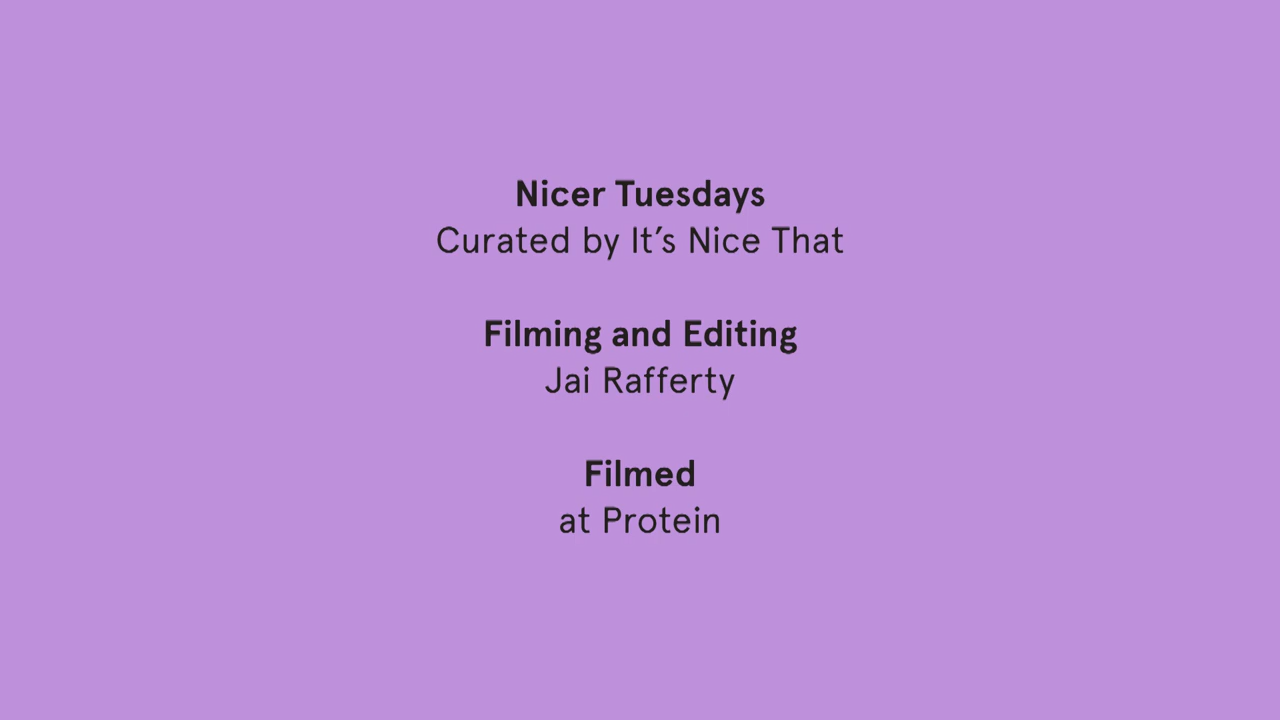 Nicer Tuesdays
Curated by It’s Nice That
Filming and Editing
Jai Rafferty
Filmed
at Protein